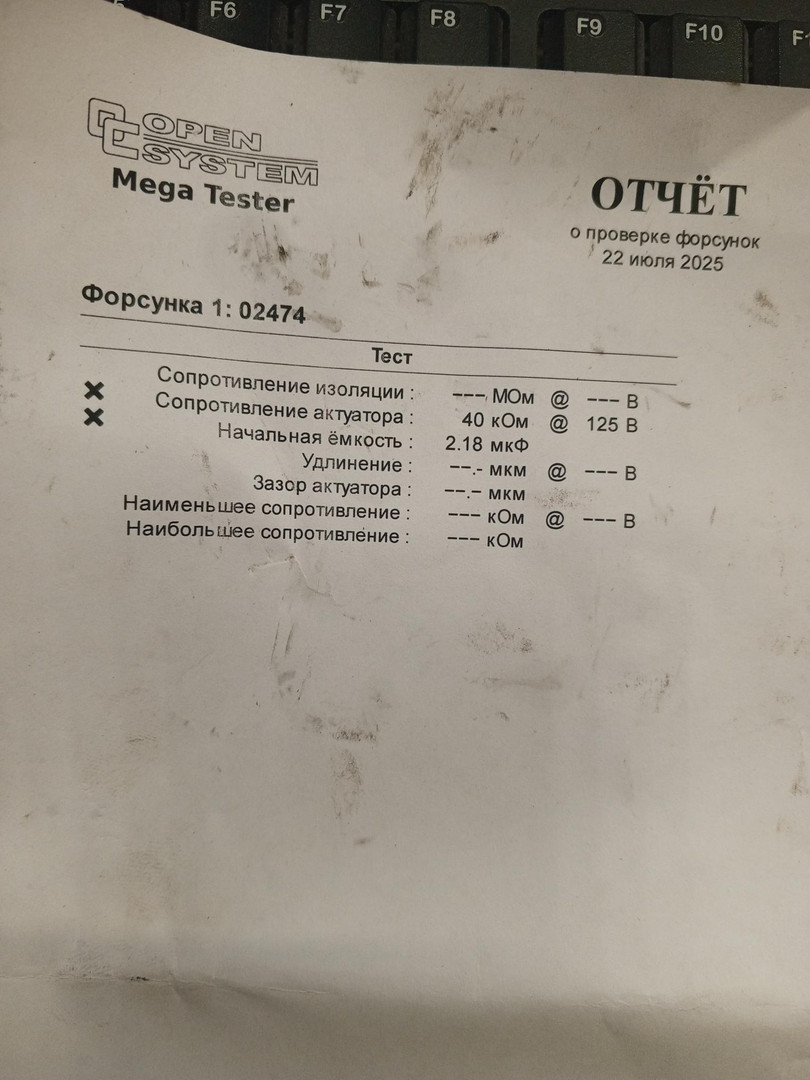 F6 F7 F8 F9 F10
OPEN
SYSTEM
Mega Tester
ОТЧЁТ
о проверке форсунок
22 июля 2025
Форсунка 1: 02474
Тест
Сопротивление изоляции : ---, МОм @ --- В
Сопротивление актуатора : 40 кОм @ 125 В
Начальная ёмкость : 2.18 мкФ
Удлинение : --.- мкм @ --- В
Зазор актуатора : --.- мкм
Наименьшее сопротивление : --- кОм @ --- В
Наибольшее сопротивление : --- кОм